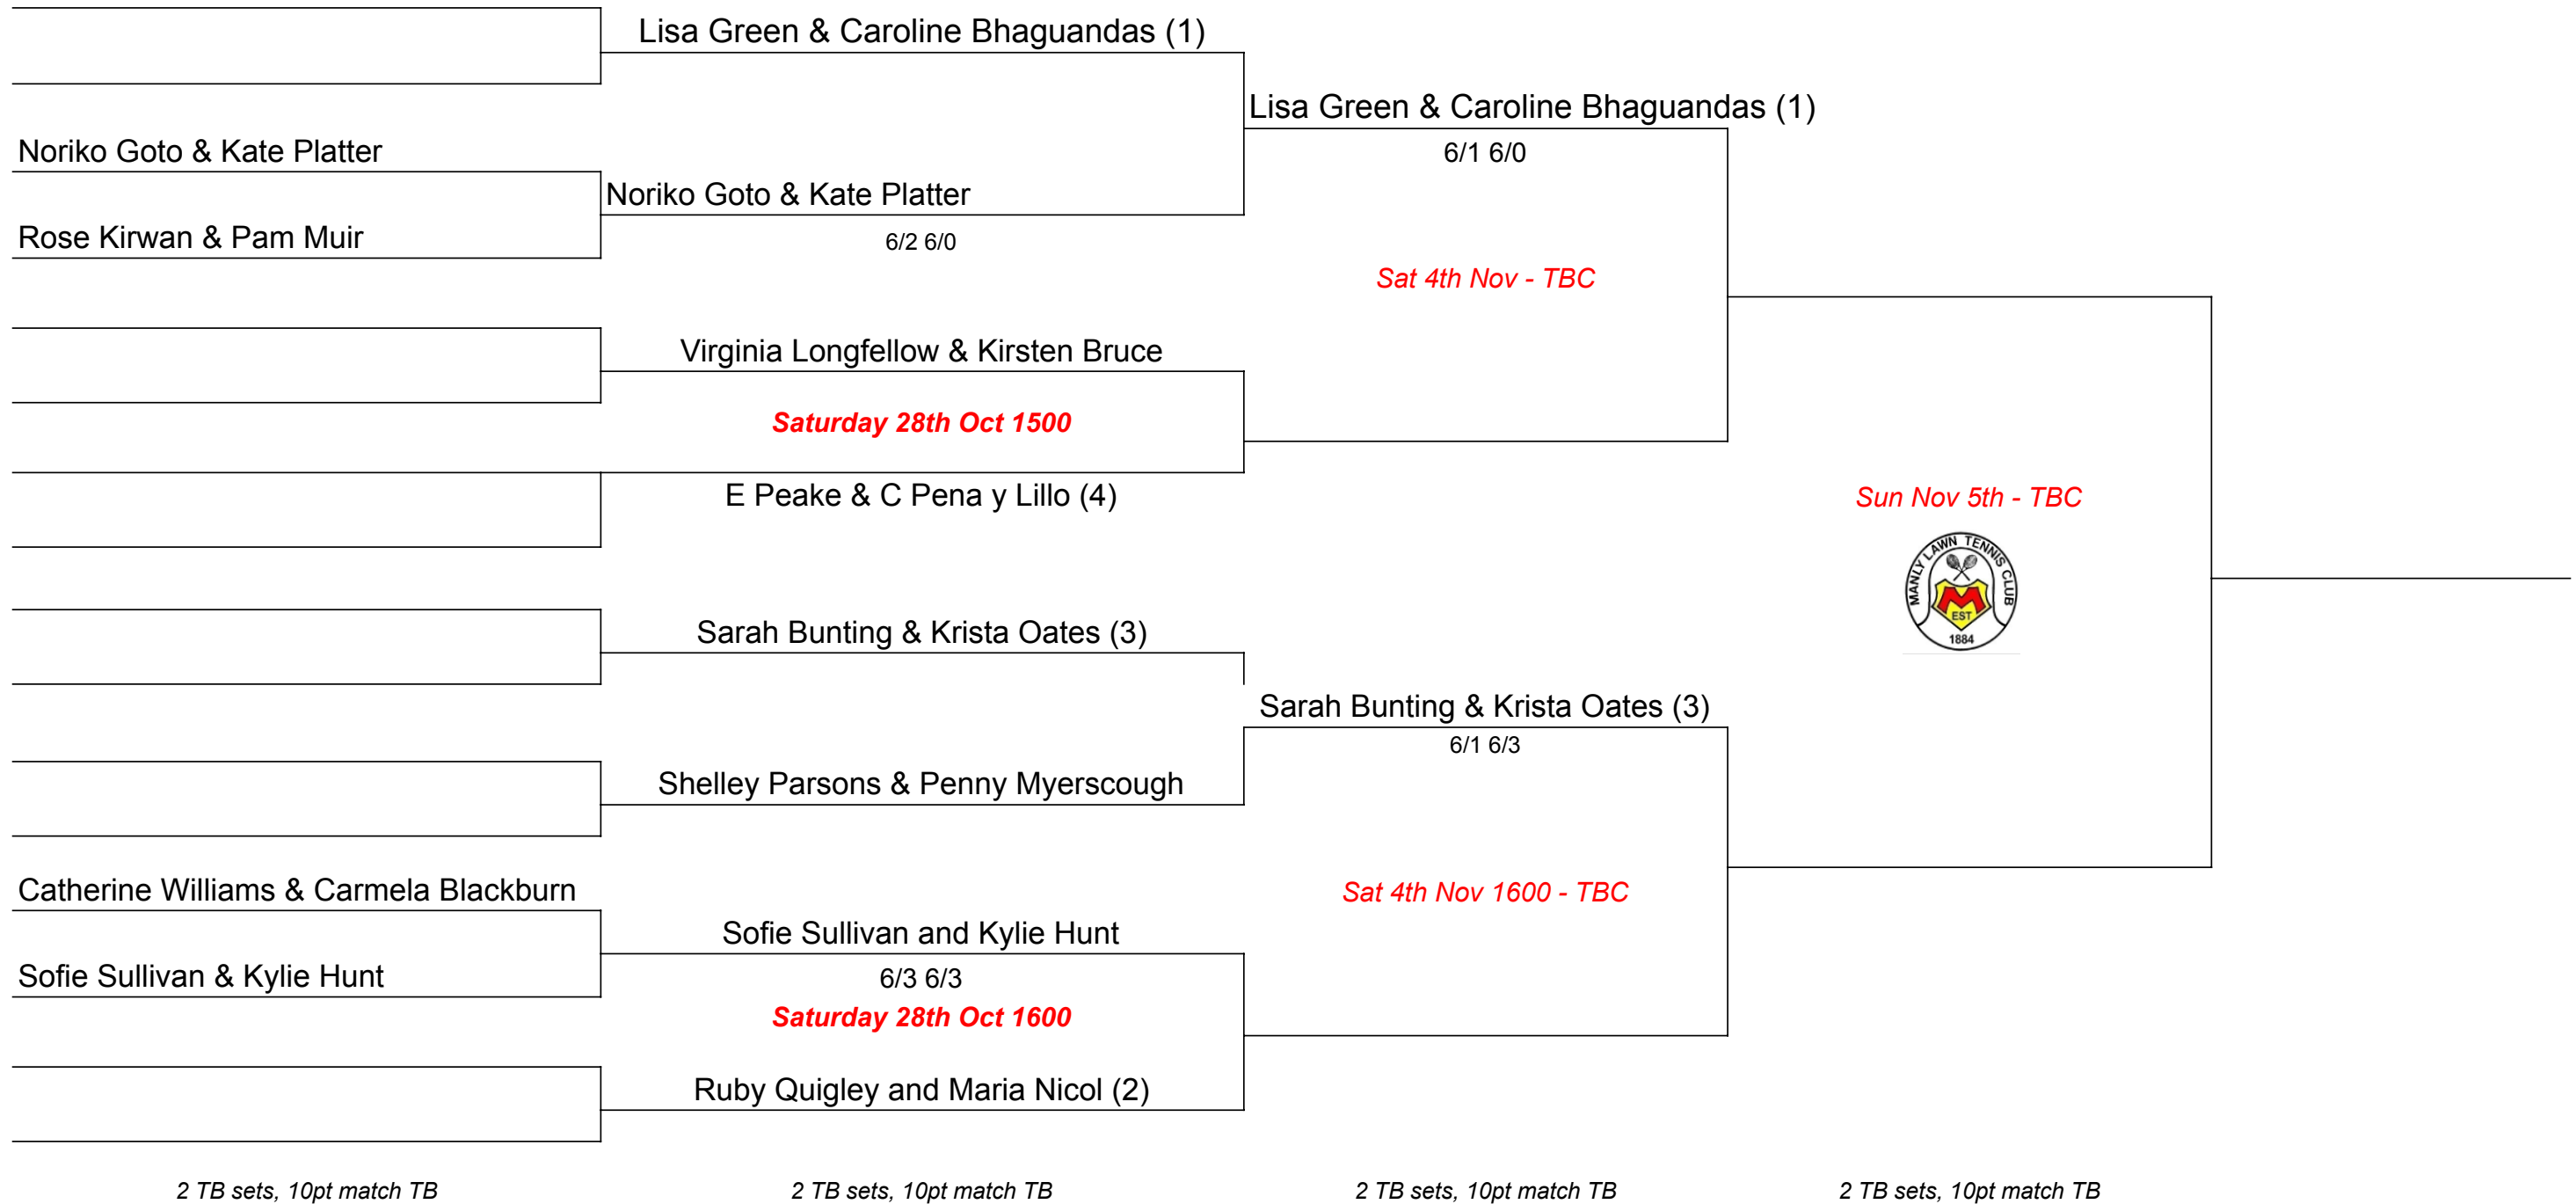 Lisa Green & Caroline Bhaguandas (1)
Lisa Green & Caroline Bhaguandas (1)
6/1 6/0
Noriko Goto & Kate Platter
Noriko Goto & Kate Platter
Rose Kirwan & Pam Muir
6/2 6/0
Sat 4th Nov - TBC
Virginia Longfellow & Kirsten Bruce
Saturday 28th Oct 1500
E Peake & C Pena y Lillo (4)
Sun Nov 5th - TBC
MANLY LAWN TENNIS CLUB
M
EST
1884
Sarah Bunting & Krista Oates (3)
Sarah Bunting & Krista Oates (3)
6/1 6/3
Shelley Parsons & Penny Myerscough
Catherine Williams & Carmela Blackburn
Sat 4th Nov 1600 - TBC
Sofie Sullivan and Kylie Hunt
Sofie Sullivan & Kylie Hunt
6/3 6/3
Saturday 28th Oct 1600
Ruby Quigley and Maria Nicol (2)
2 TB sets, 10pt match TB
2 TB sets, 10pt match TB
2 TB sets, 10pt match TB
2 TB sets, 10pt match TB